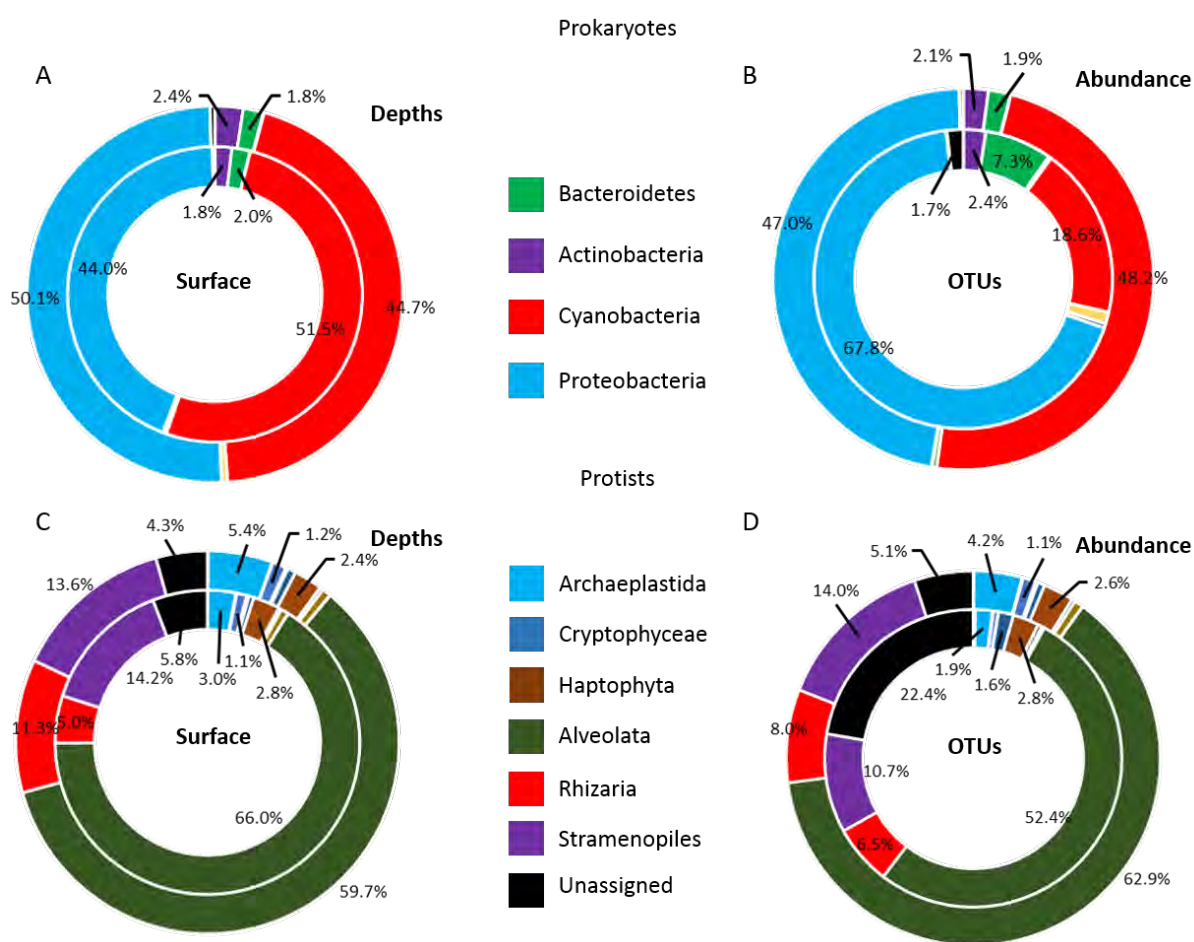 Prokaryotes
A
2.4%
1.8%
Depths
1.8%
2.0%
44.0%
Surface
50.1%
44.7%
51.5%
Bacteroidetes
Actinobacteria
Cyanobacteria
Proteobacteria
B
2.1%
1.9%
Abundance
7.3%
1.7%
2.4%
47.0%
18.6%
OTUs
48.2%
67.8%
Protists
C
4.3%
5.4%
1.2%
Depths
2.4%
13.6%
5.8%
1.1%
14.2%
3.0%
2.8%
11.3%
5.0%
Surface
66.0%
59.7%
Archaeplastida
Cryptophyceae
Haptophyta
Alveolata
Rhizaria
Stramenopiles
Unassigned
D
5.1%
4.2%
1.1%
Abundance
2.6%
14.0%
1.9%
1.6%
22.4%
2.8%
8.0%
OTUs
10.7%
52.4%
6.5%
62.9%